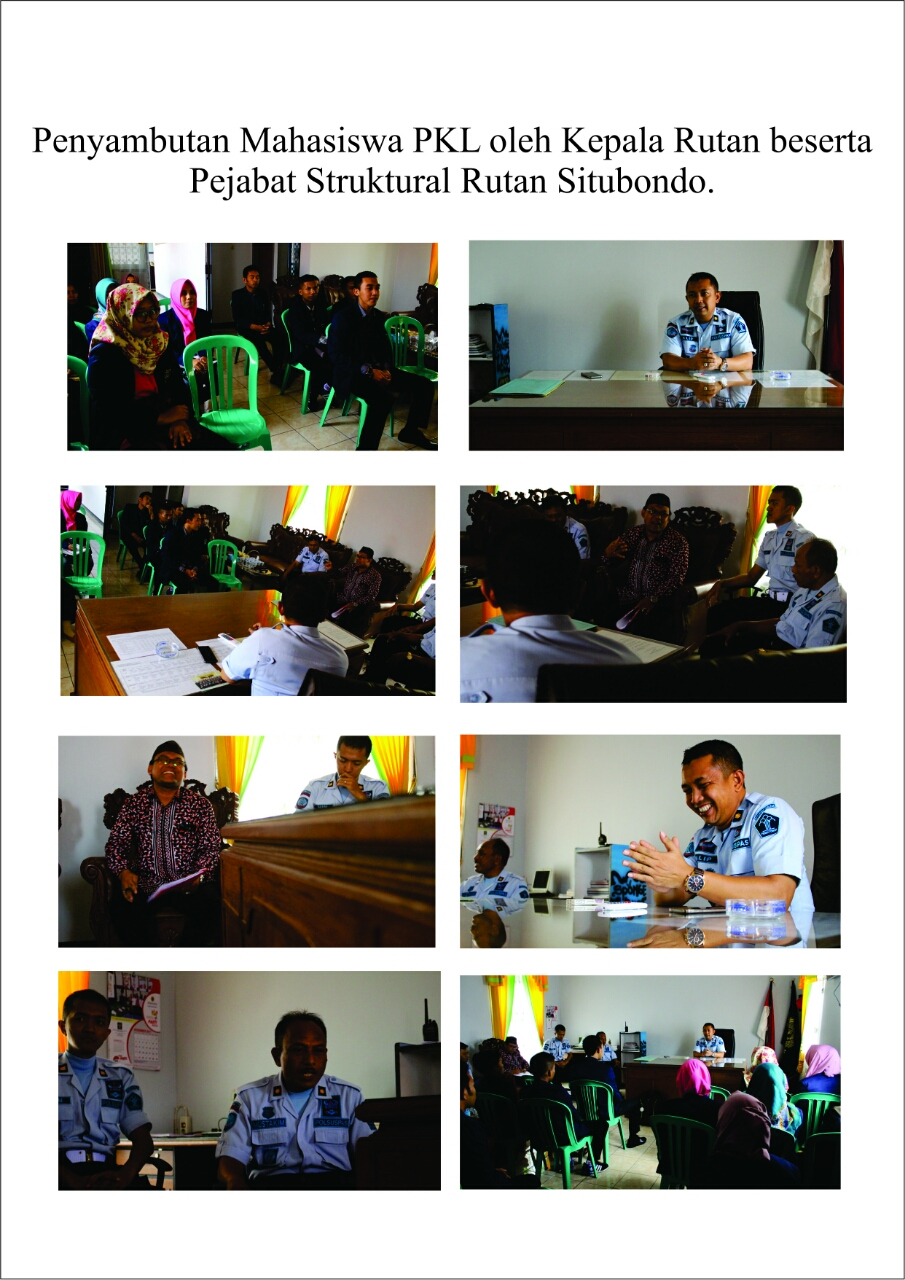 Penyambutan Mahasiswa PKL oleh Kepala Rutan beserta
Pejabat Struktural Rutan Situbondo.